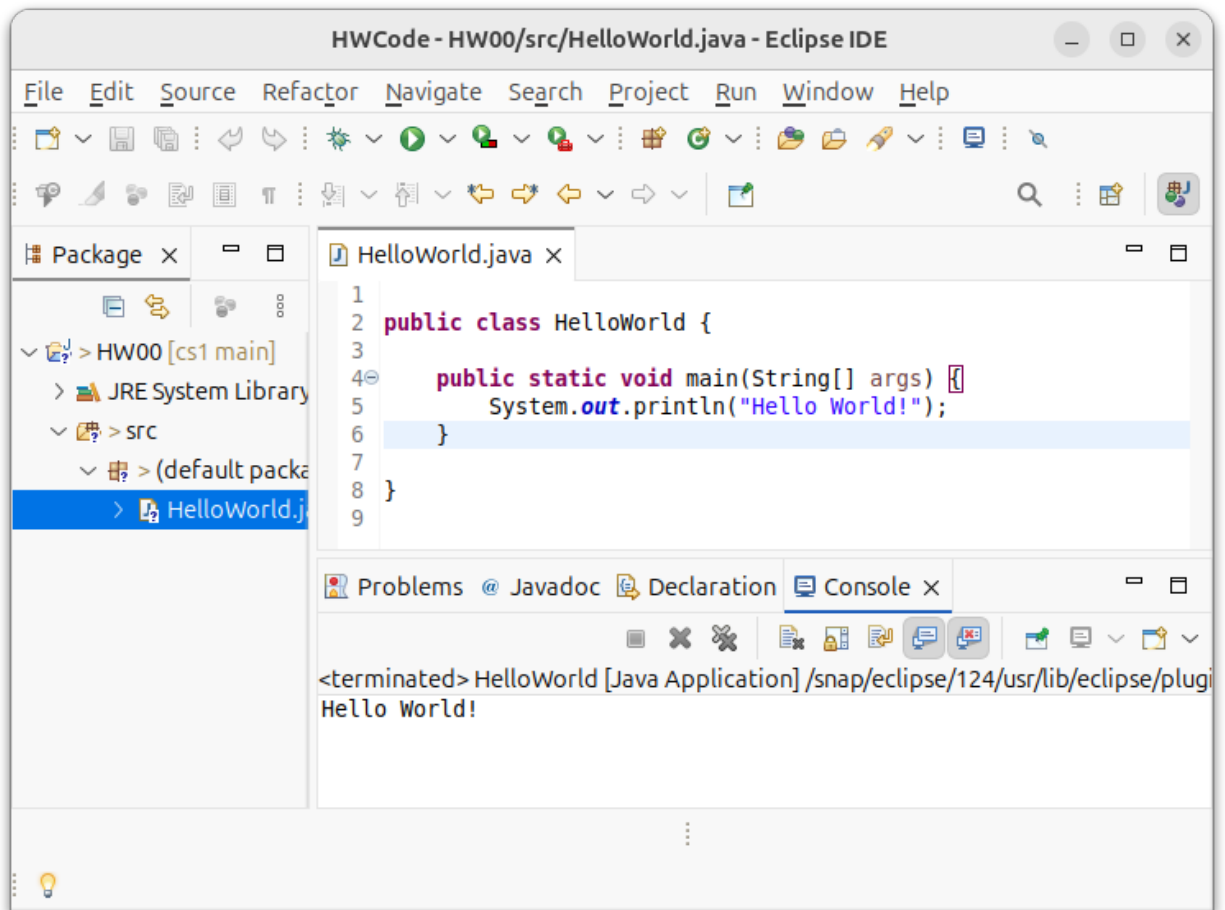 HWCode - HW00/src/HelloWorld.java - Eclipse IDE
File Edit Source Refactor Navigate Search Project Run Window Help
Package
HelloWorld.java
> HW00 [cs1 main]
JRE System Library
> src
> (default packa
HelloWorld.ja
1
2 public class HelloWorld {
3
4 public static void main(String[] args) {
5 System.out.println("Hello World!");
6 }
7
8 }
9
Problems @ Javadoc Declaration Console
<terminated> HelloWorld [Java Application] /snap/eclipse/124/usr/lib/eclipse/plugi
Hello World!